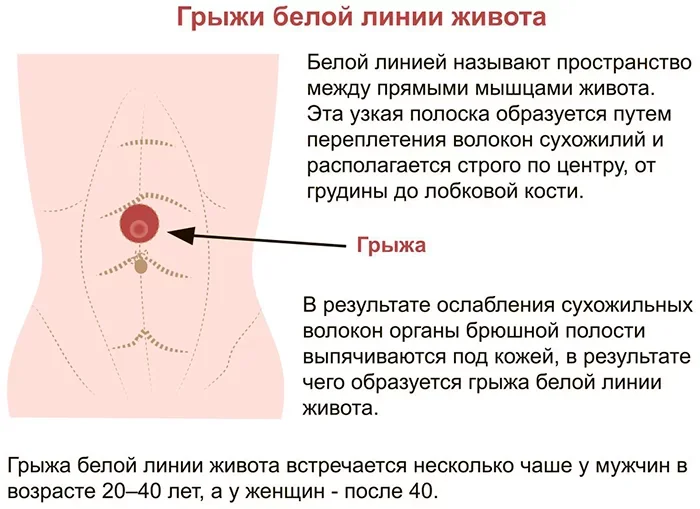 Грыжи белой линии живота
Белой линией называют пространство
между прямыми мышцами живота.
Эта узкая полоска образуется путем
переплетения волокон сухожилий и
располагается строго по центру, от
грудины до лобковой кости.
Грыжа
В результате ослабления сухожильных
волокон органы брюшной полости
выпячиваются под кожей, в результате
чего образуется грыжа белой линии
живота.
Грыжа белой линии живота встречается несколько чаше у мужчин в
возрасте 20–40 лет, а у женщин - после 40.